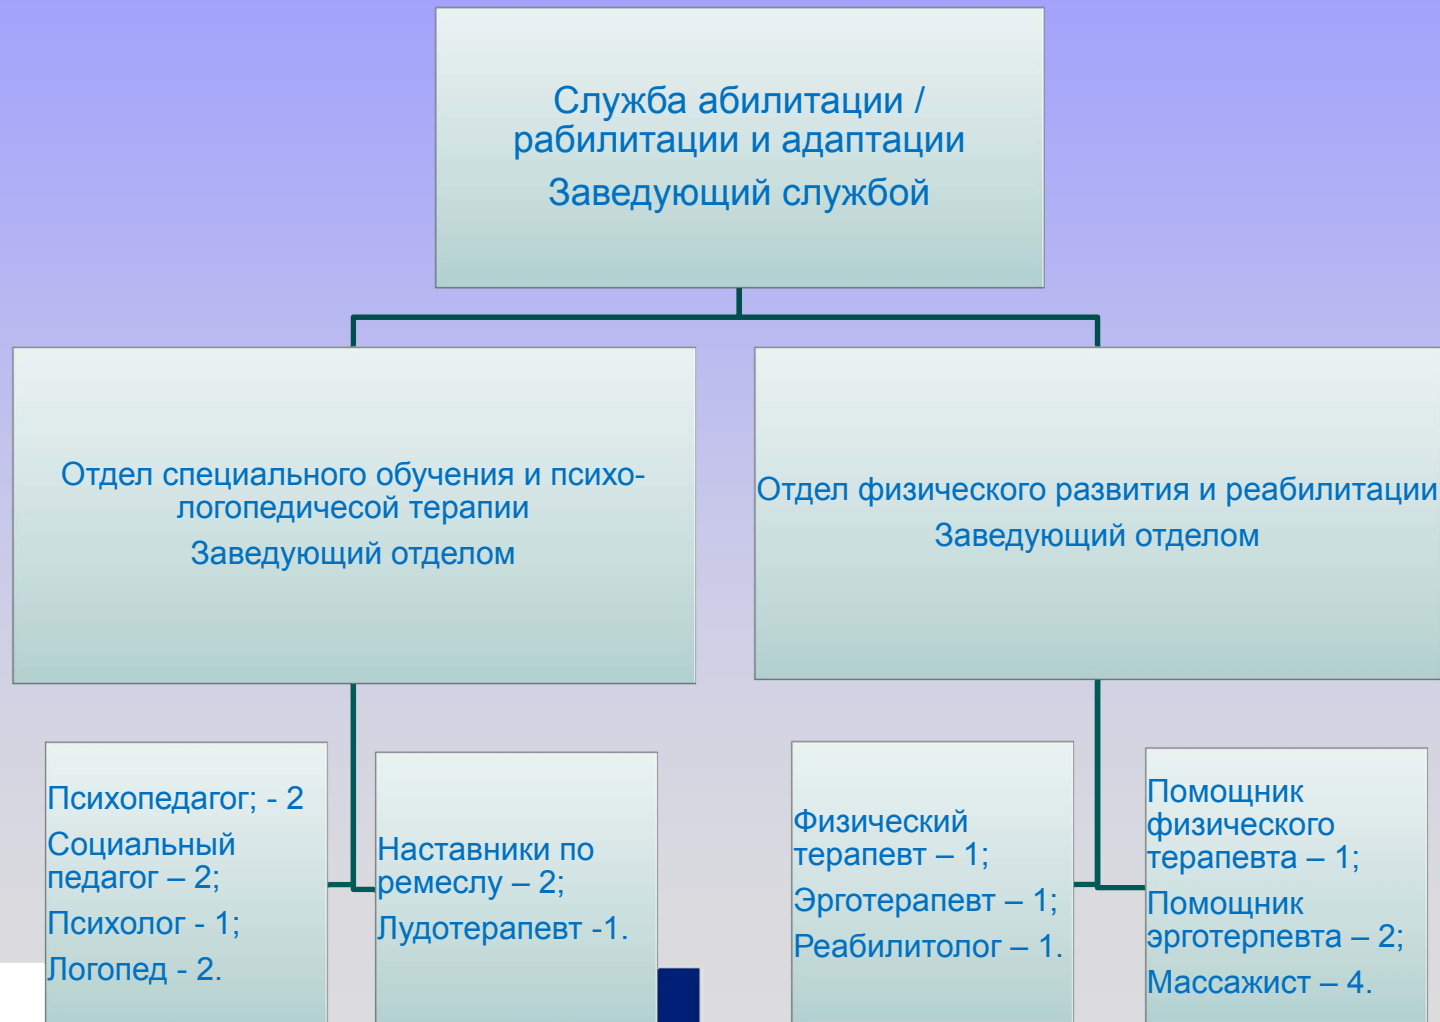 Служба абилитации /
рабилитации и адаптации
Заведующий службой
Отдел специального обучения и психо-
логопедичесой терапии
Заведующий отделом
Отдел физического развития и реабилитации
Заведующий отделом
Психопедагог; - 2
Социальный
педагог – 2;
Психолог - 1;
Логопед - 2.
Наставники по
ремеслу – 2;
Лудотерапевт -1.
Физический
терапевт – 1;
Эрготерапевт – 1;
Реабилитолог – 1.
Помощник
физического
терапевта – 1;
Помощник
эрготерпевта – 2;
Массажист – 4.